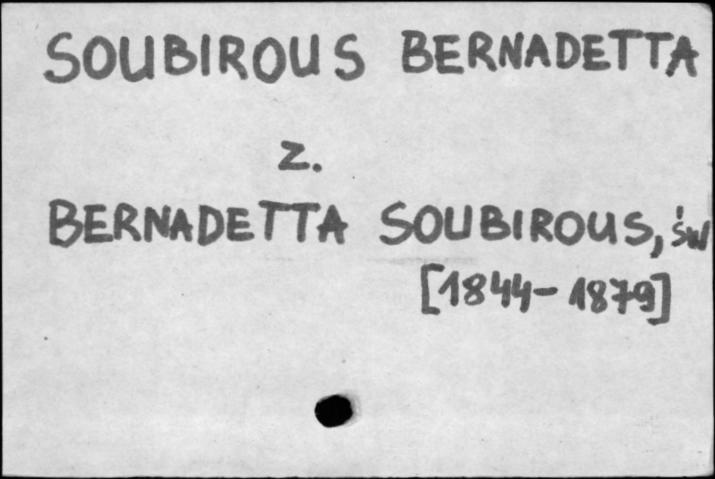 SOUBIROUS BERNADETTA
z.
BERNADETTA SOUBIROUS, św
[1844-1879]